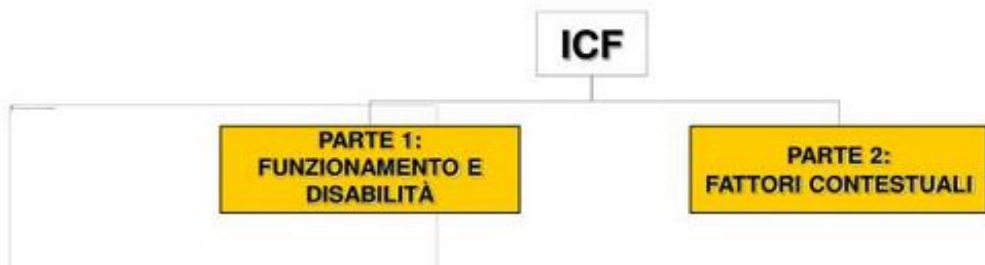 ICF
PARTE 1:
FUNZIONAMENTO E
DISABILITÀ
PARTE 2:
FATTORI CONTESTUALI